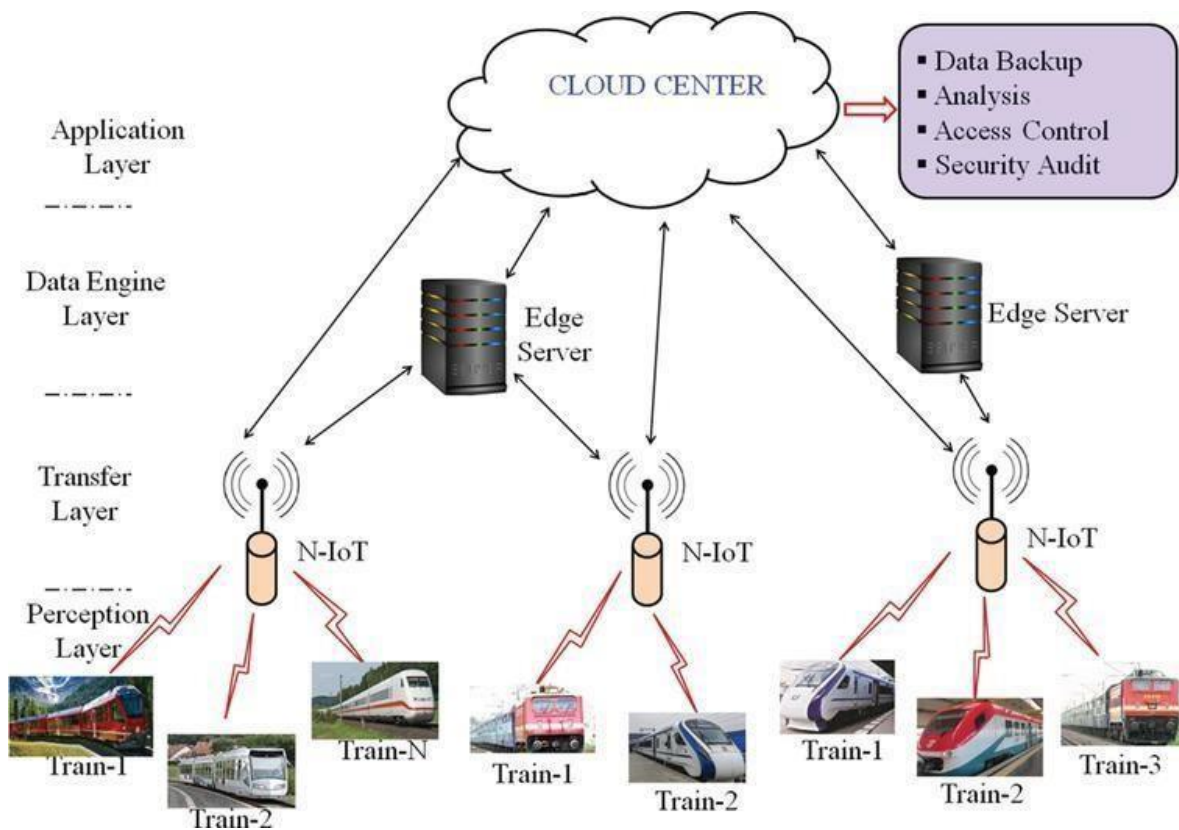 CLOUD CENTER
▪ Data Backup
▪ Analysis
▪ Access Control
▪ Security Audit
Application
Layer
Data Engine
Layer
Edge
Server
Edge Server
Transfer
Layer
N-IoT
N-IoT
N-IoT
Perception
Layer
Train-1
Train-2
Train-N
Train-1
Train-2
Train-1
Train-2
Train-3